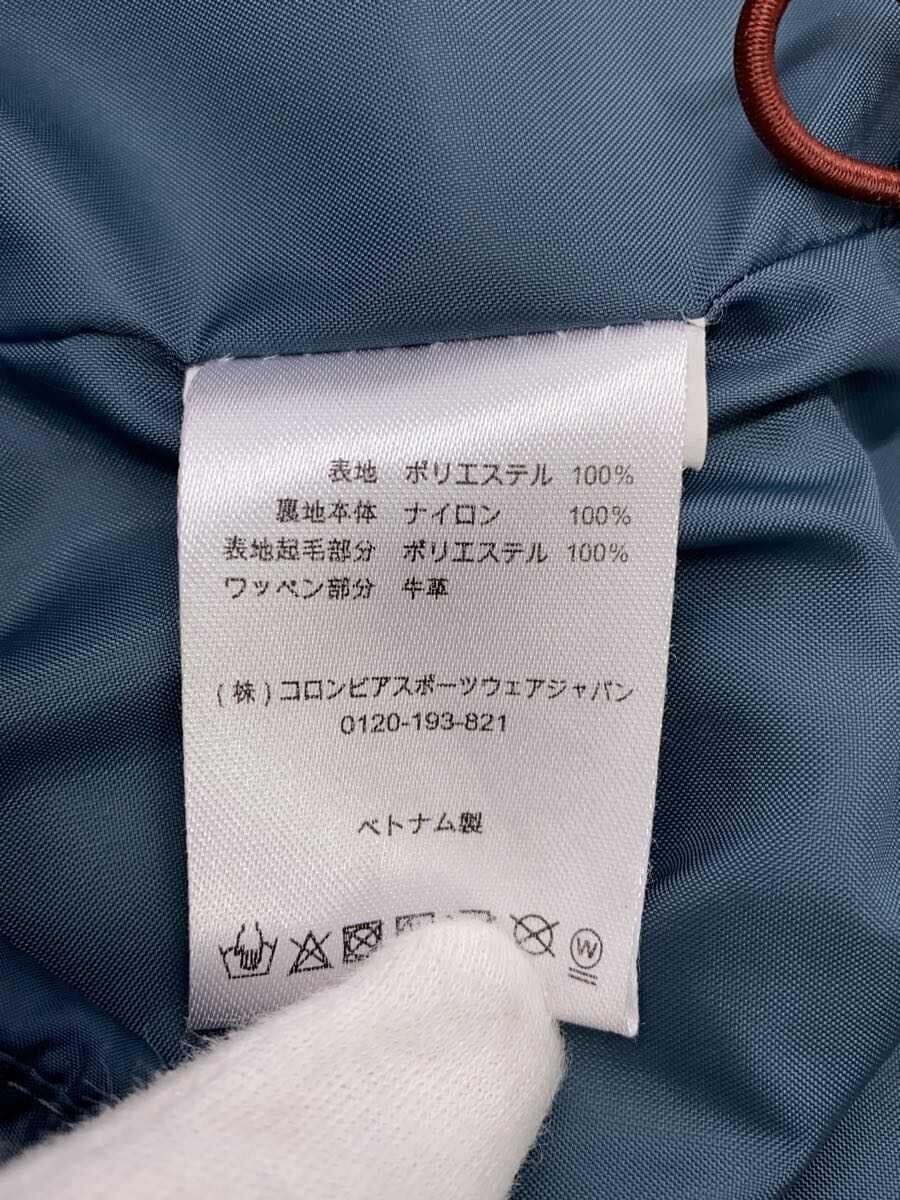 表地 ポリエステル 100%
裏地本体 ナイロン 100%
表地起毛部分 ポリエステル 100%
ワッペン部分 牛革
(株)コロンビアスポーツウェアジャパン
0120-193-821
ベトナム製
W